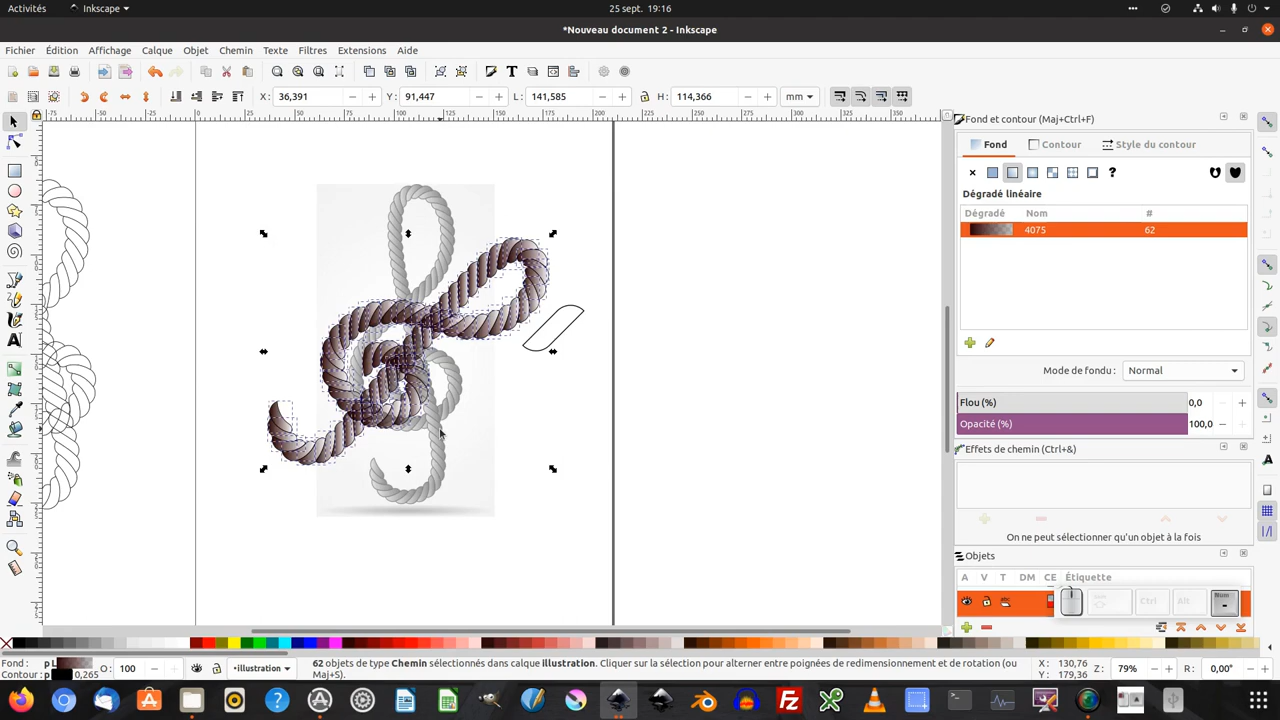 Activités
Inkscape
25 sept. 19:16
*Nouveau document 2 - Inkscape
Fichier Édition Affichage Calque Objet Chemin Texte Filtres Extensions Aide
X: 36,391 Y: 91,447 L: 141,585 H: 114,366 mm
Fond et contour (Maj+Ctrl+F)
Fond Contour Style du contour
Dégradé linéaire
Dégradé Nom #
4075 62
Mode de fondu : Normal
Flou (%) 0,0
Opacité (%) 100,0
Effets de chemin (Ctrl+&)
On ne peut sélectionner qu'un objet à la fois
Objets
A V T DM CE Étiquette
Ctrl Alt Num
-
Fond : p L
Contour : p 0,265
O: 100
•illustration
62 objets de type Chemin sélectionnés dans calque illustration. Cliquer sur la sélection pour alternier entre poignées de redimensionnement et de rotation (ou Maj+S).
X: 130,76
Y: 179,36
Z: 79%
R: 0,00°